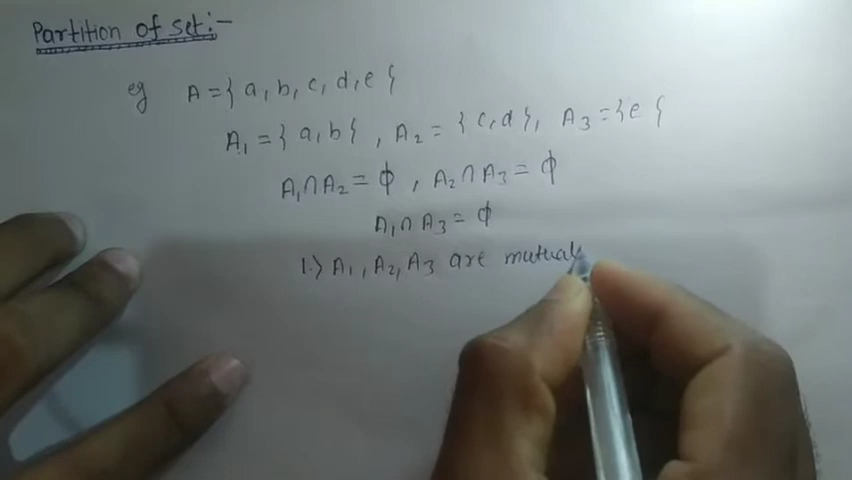 Partition of set:-
eg A = { a, b, c, d, e }
A1 = { a, b }, A2 = { c, d }, A3 = { e }
A1 ∩ A2 = ϕ, A2 ∩ A3 = ϕ
A1 ∩ A3 = ϕ
1.) A1, A2, A3 are mutual